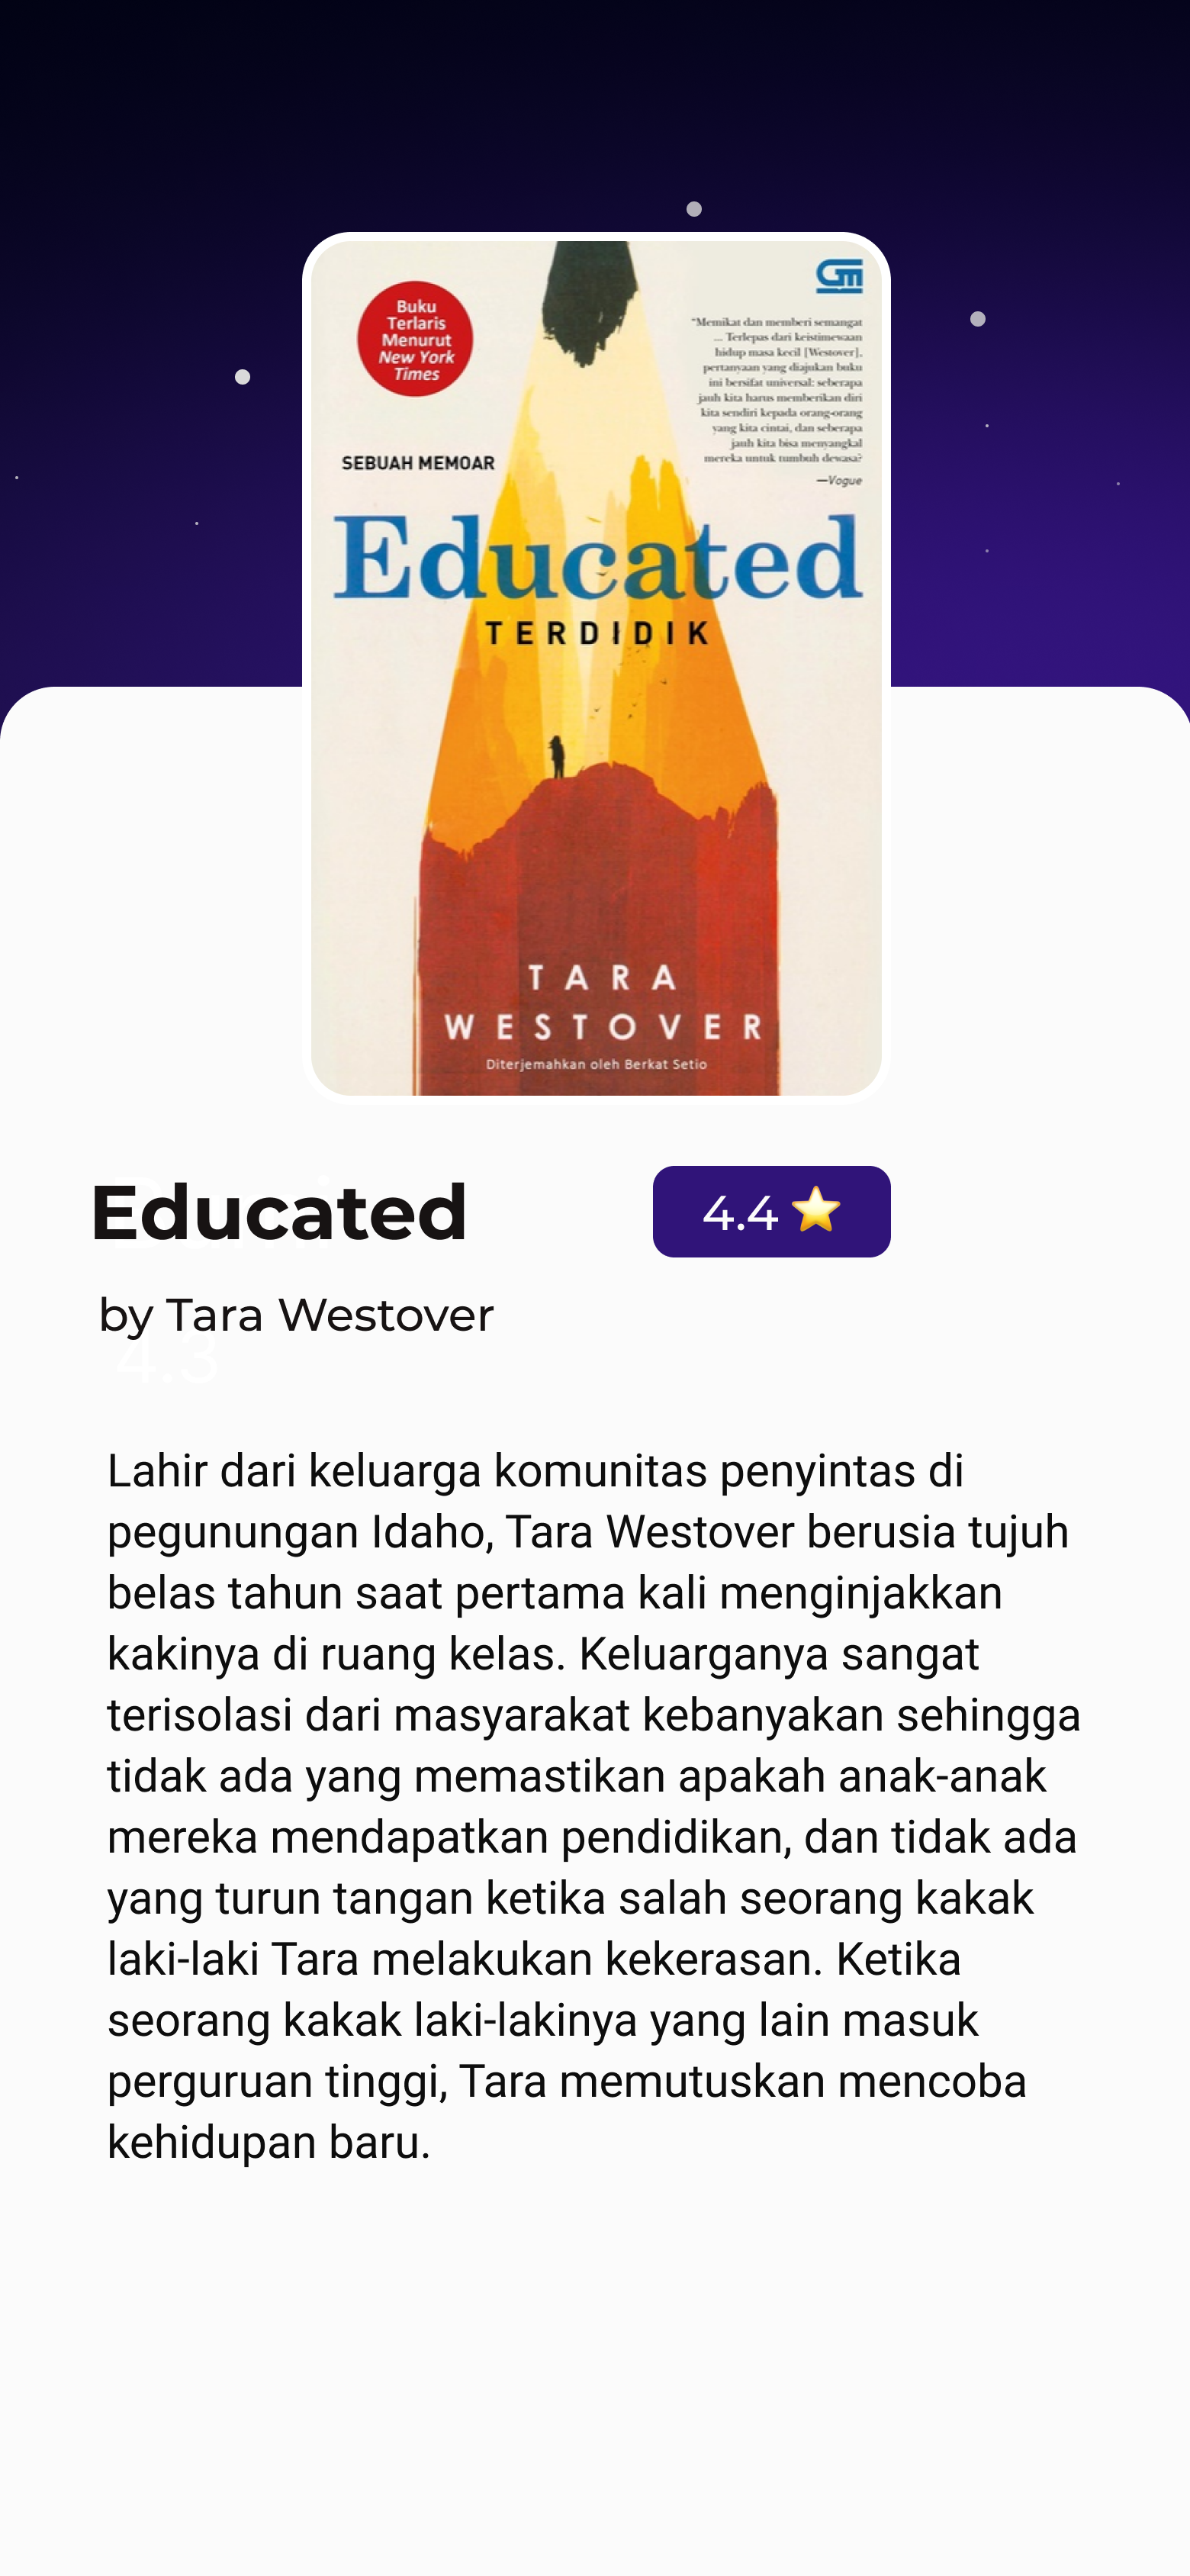 Buku
Terlaris
Menurut
New York
Times
GM
"Memikat dan memberi semangat
... Terlepas dari keistimewaan
hidup masa kecil [Westover],
pertanyaan yang diajukan buku
ini bersifat universal: seberapa
jauh kita harus memberikan diri
kita sendiri kepada orang-orang
yang kita cintai, dan seberapa
jauh kita bisa menyangkal
mereka untuk tumbuh dewasa?
—Vogue
SEBUAH MEMOAR
Educated
TERDIDIK
TARA
WESTOVER
Diterjemahkan oleh Berkat Setio
Educated
4.4 ⭐
by Tara Westover
4.3
Lahir dari keluarga komunitas penyintas di
pegunungan Idaho, Tara Westover berusia tujuh
belas tahun saat pertama kali menginjakkan
kakinya di ruang kelas. Keluarganya sangat
terisolasi dari masyarakat kebanyakan sehingga
tidak ada yang memastikan apakah anak-anak
mereka mendapatkan pendidikan, dan tidak ada
yang turun tangan ketika salah seorang kakak
laki-laki Tara melakukan kekerasan. Ketika
seorang kakak laki-lakinya yang lain masuk
perguruan tinggi, Tara memutuskan mencoba
kehidupan baru.